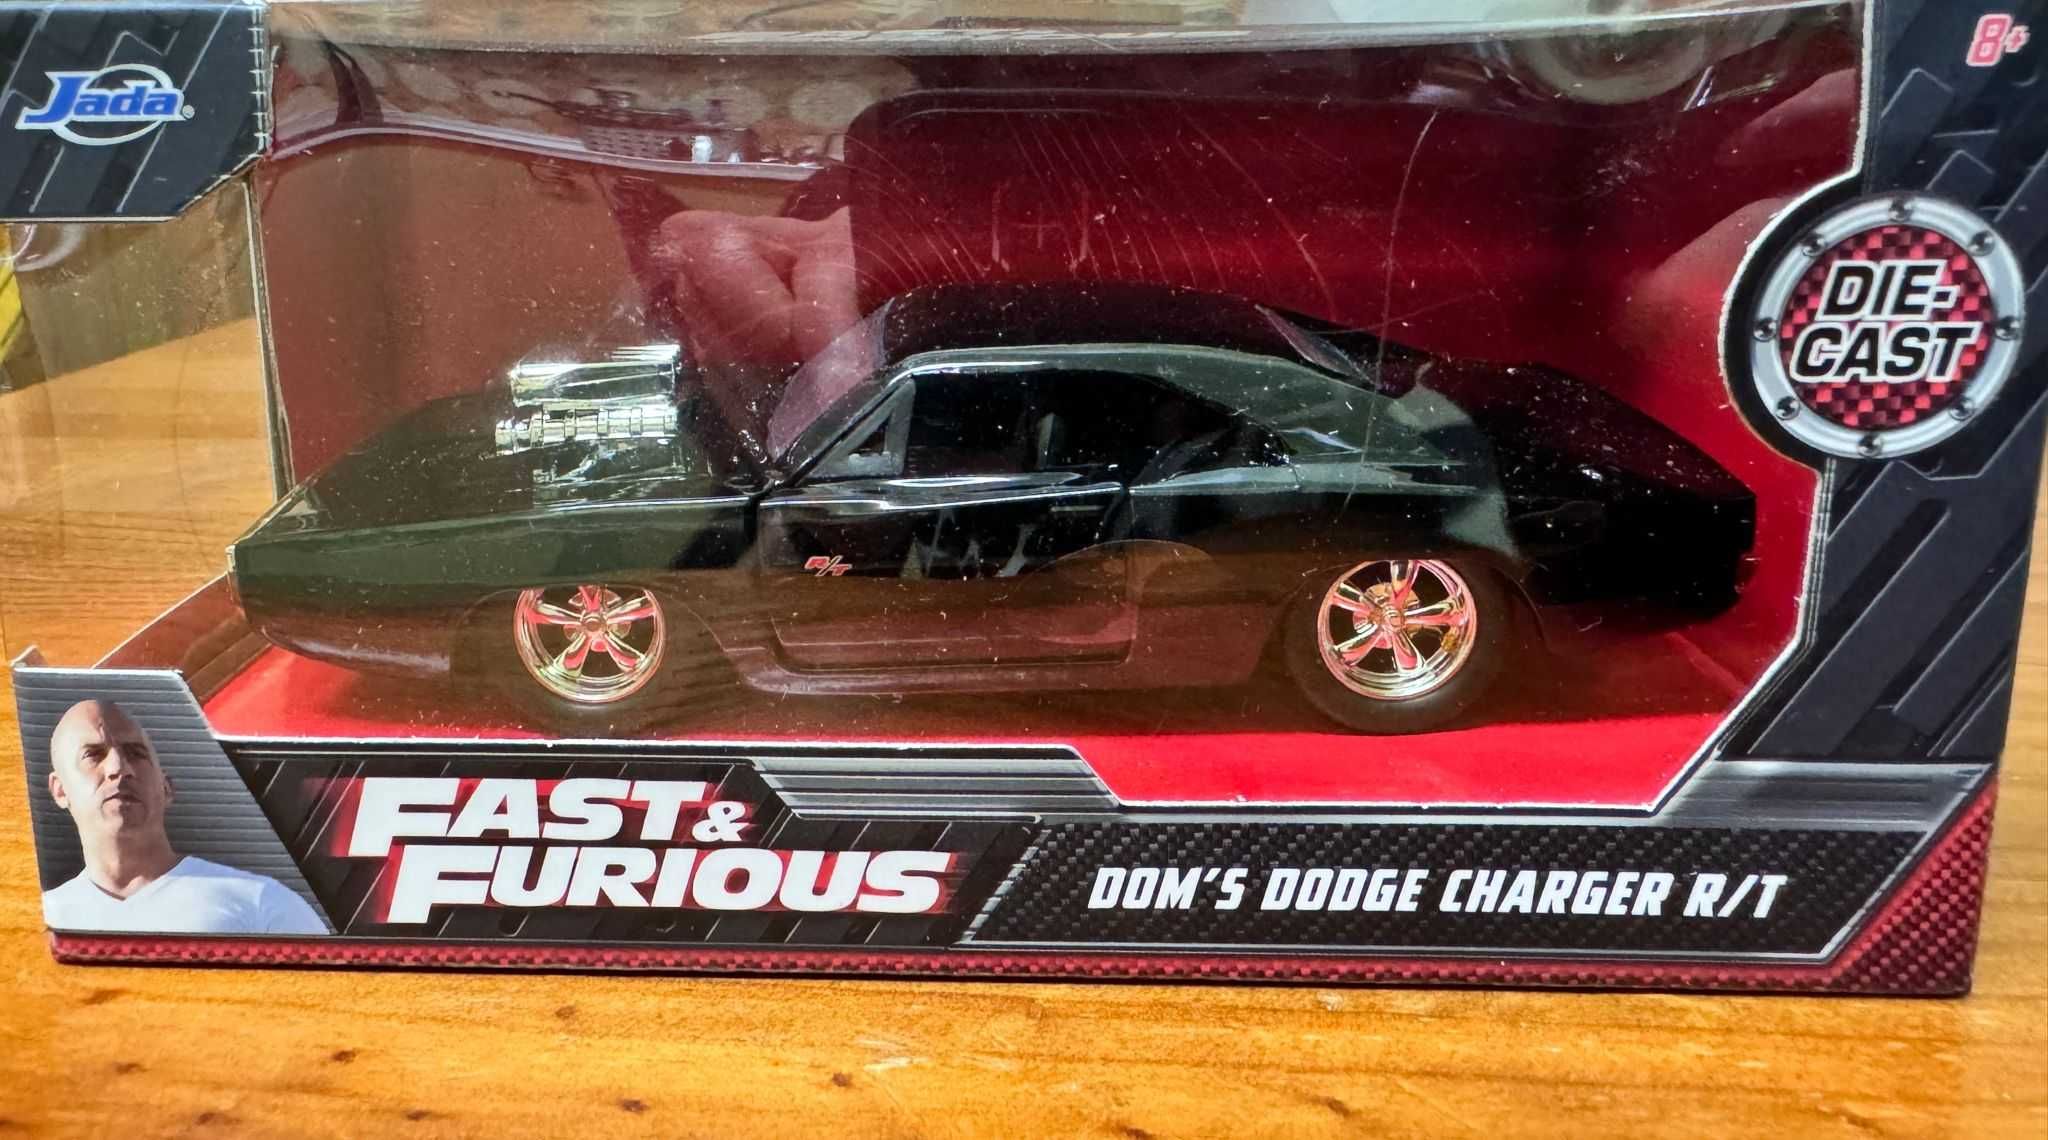 Jada®
8+
DIE-
CAST
R/T
FAST &
FURIOUS
DOM'S DODGE CHARGER R/T